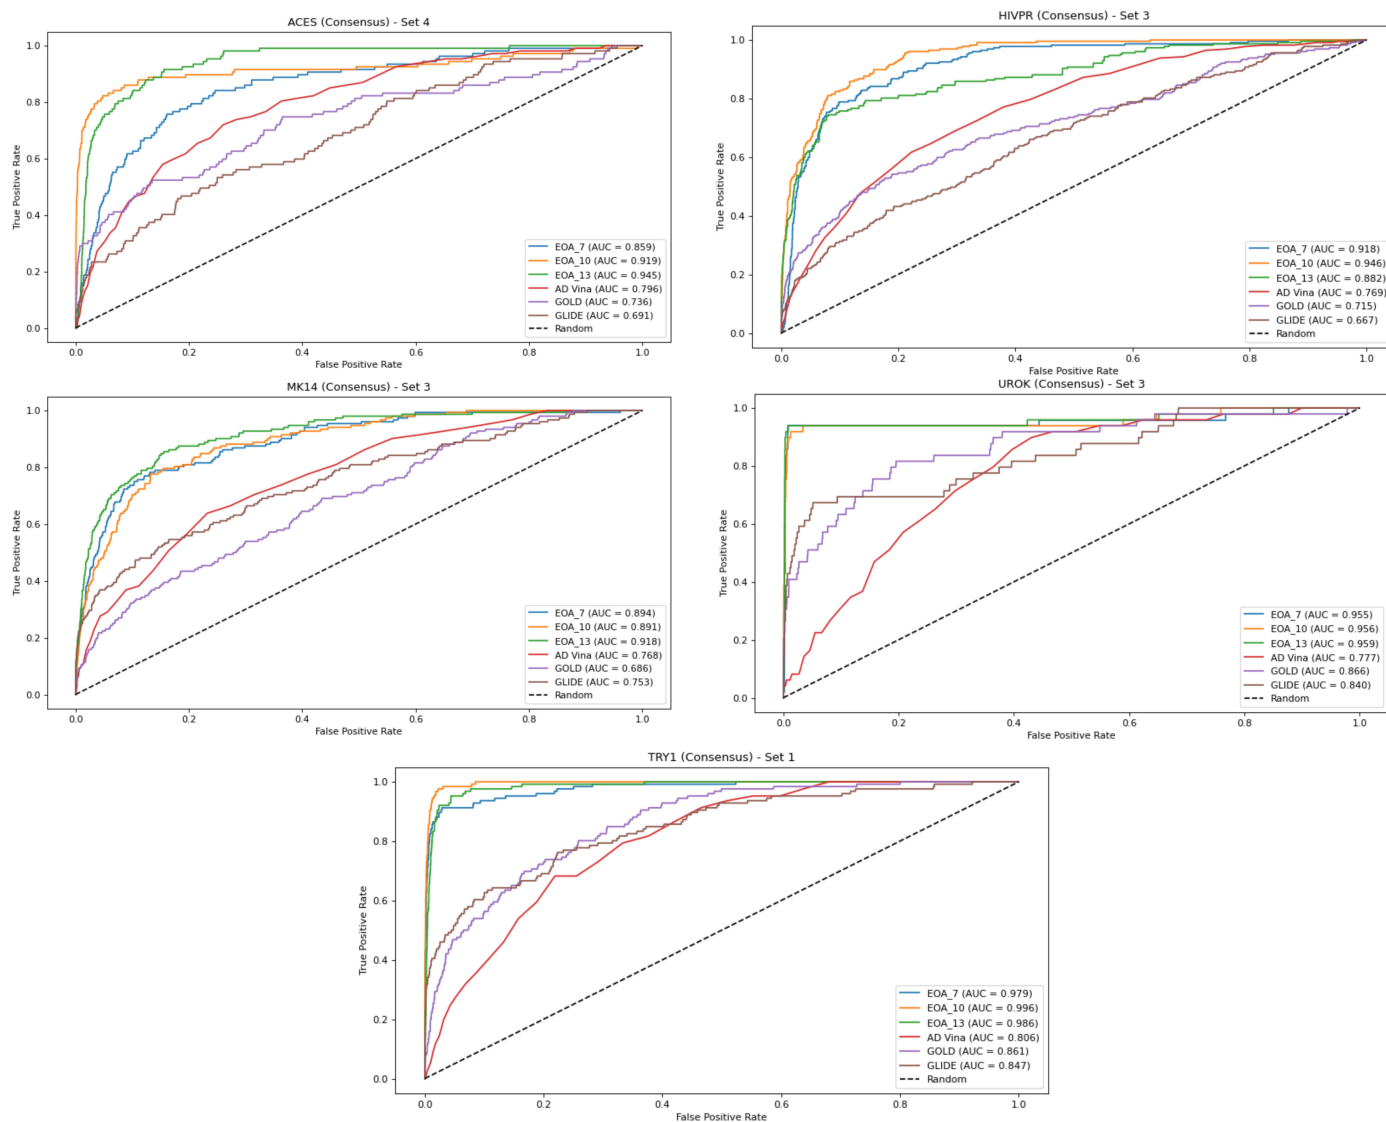 ACES (Consensus) - Set 4
1.0
0.8
0.6
0.4
0.2
0.0
True Positive Rate
EOA_7 (AUC = 0.859)
EOA_10 (AUC = 0.919)
EOA_13 (AUC = 0.945)
AD Vina (AUC = 0.796)
GOLD (AUC = 0.736)
GLIDE (AUC = 0.691)
Random
0.0 0.2 0.4 0.6 0.8 1.0
False Positive Rate
HIVPR (Consensus) - Set 3
1.0
0.8
0.6
0.4
0.2
0.0
True Positive Rate
EOA_7 (AUC = 0.918)
EOA_10 (AUC = 0.946)
EOA_13 (AUC = 0.882)
AD Vina (AUC = 0.769)
GOLD (AUC = 0.715)
GLIDE (AUC = 0.667)
Random
0.0 0.2 0.4 0.6 0.8 1.0
False Positive Rate
MK14 (Consensus) - Set 3
1.0
0.8
0.6
0.4
0.2
0.0
True Positive Rate
EOA_7 (AUC = 0.894)
EOA_10 (AUC = 0.891)
EOA_13 (AUC = 0.918)
AD Vina (AUC = 0.768)
GOLD (AUC = 0.686)
GLIDE (AUC = 0.753)
Random
0.0 0.2 0.4 0.6 0.8 1.0
False Positive Rate
UROK (Consensus) - Set 3
1.0
0.8
0.6
0.4
0.2
0.0
True Positive Rate
EOA_7 (AUC = 0.955)
EOA_10 (AUC = 0.956)
EOA_13 (AUC = 0.959)
AD Vina (AUC = 0.777)
GOLD (AUC = 0.866)
GLIDE (AUC = 0.840)
Random
0.0 0.2 0.4 0.6 0.8 1.0
False Positive Rate
TRY1 (Consensus) - Set 1
1.0
0.8
0.6
0.4
0.2
0.0
True Positive Rate
EOA_7 (AUC = 0.979)
EOA_10 (AUC = 0.996)
EOA_13 (AUC = 0.986)
AD Vina (AUC = 0.806)
GOLD (AUC = 0.861)
GLIDE (AUC = 0.847)
Random
0.0 0.2 0.4 0.6 0.8 1.0
False Positive Rate